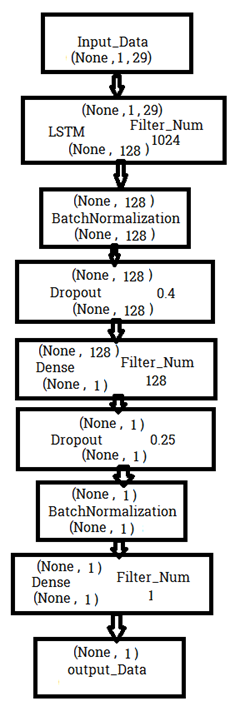 Input_Data
(None,1,29)
(None,1,29)
LSTM Filter_Num
1024
(None, 128)
(None, 128)
BatchNormalization
(None, 128)
(None, 128)
Dropout 0.4
(None, 128)
(None, 128)
Dense Filter_Num
(None, 1) 128
(None, 1)
Dropout 0.25
(None, 1)
(None, 1)
BatchNormalization
(None, 1)
(None, 1)
Dense Filter_Num
(None, 1) 1
(None, 1)
output_Data